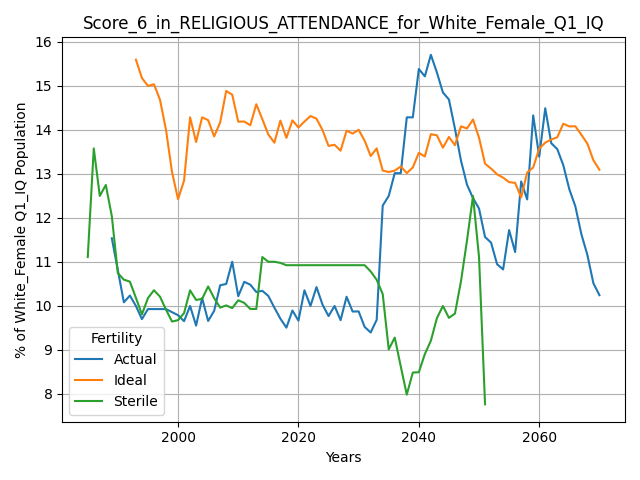 Score_6_in_RELIGIOUS_ATTENDANCE_for_White_Female_Q1_IQ
% of White_Female Q1_IQ Population
16
15
14
13
12
11
10
9
8
Fertility
Actual
Ideal
Sterile
2000 2020 2040 2060
Years